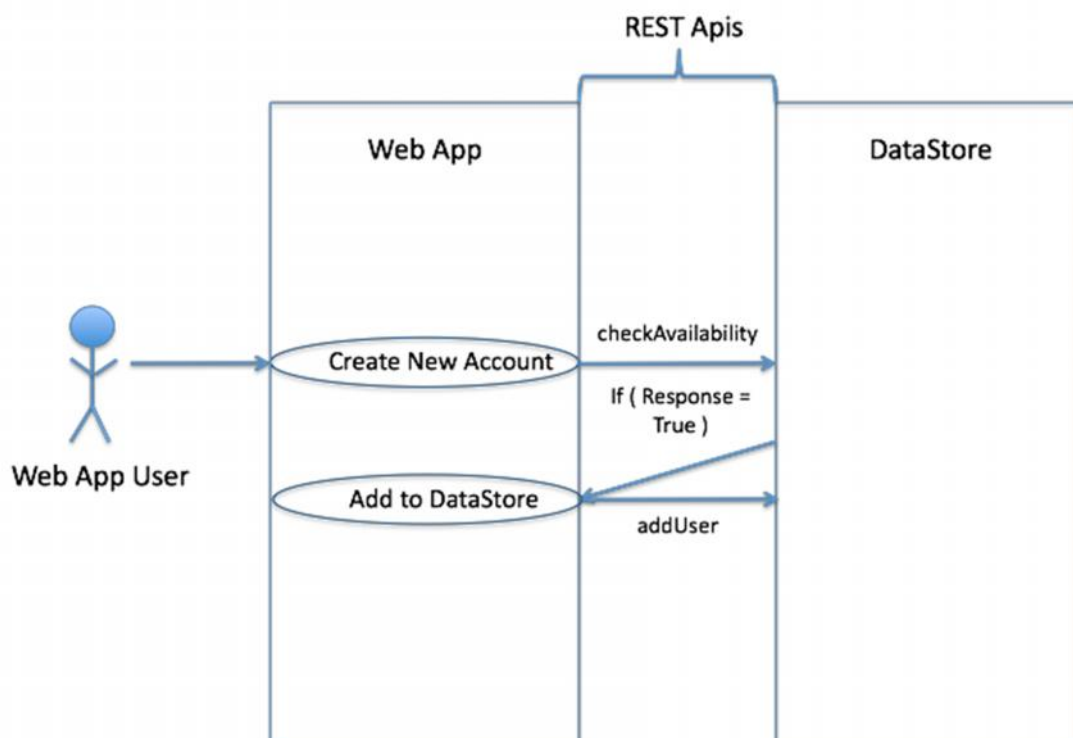 REST Apis
Web App
DataStore
checkAvailability
Create New Account
If ( Response =
True )
Web App User
Add to DataStore
addUser